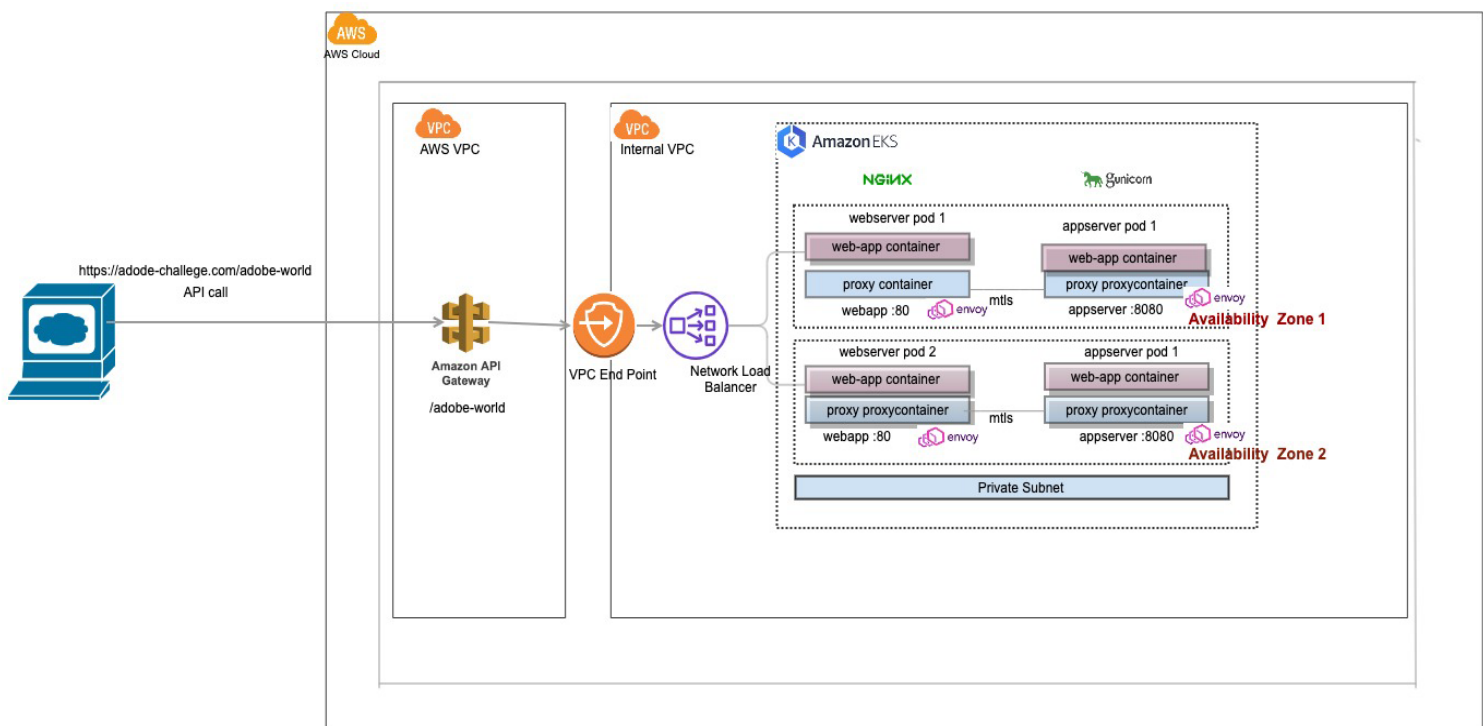 AWS
AWS Cloud
VPC
AWS VPC
VPC
Internal VPC
Amazon EKS
NGINX
gunicorn
webserver pod 1
web-app container
proxy container
webapp :80
envoy
mtls
appserver pod 1
web-app container
proxy proxycontainer
appserver :8080
envoy
Availability Zone 1
https://adode-challege.com/adobe-world
API call
Amazon API
Gateway
/adobe-world
VPC End Point
Network Load
Balancer
webserver pod 2
web-app container
proxy proxycontainer
webapp :80
envoy
mtls
appserver pod 1
web-app container
proxy proxycontainer
appserver :8080
envoy
Availability Zone 2
Private Subnet